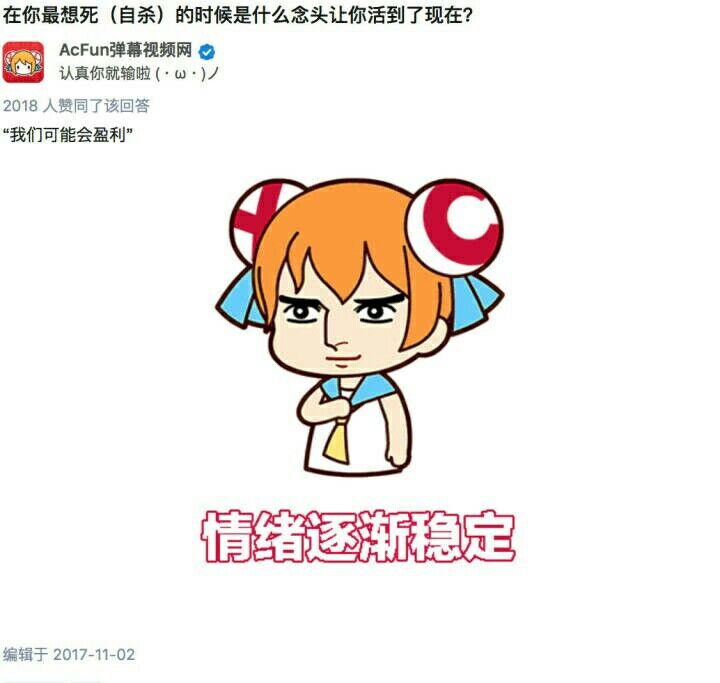 在你最想死（自杀）的时候是什么念头让你活到了现在？
AcFun弹幕视频网
认真你就输啦 (・ω・)ノ
2018 人赞同了该回答
“我们可能会盈利”
情绪逐渐稳定
编辑于 2017-11-02